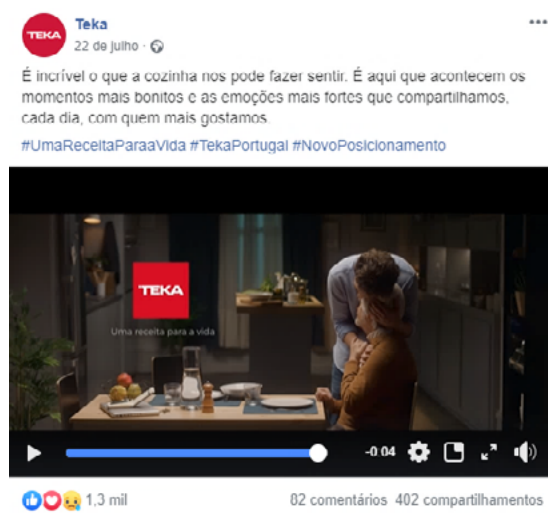 TEKA
Teka
22 de julho ·
É incrível o que a cozinha nos pode fazer sentir. É aqui que acontecem os
momentos mais bonitos e as emoções mais fortes que compartilhamos,
cada dia, com quem mais gostamos.
#UmaReceitaParaaVida #TekaPortugal #NovoPosicionamento
TEKA
Uma receita para a vida
-0:04
1,3 mil
82 comentários 402 compartilhamentos